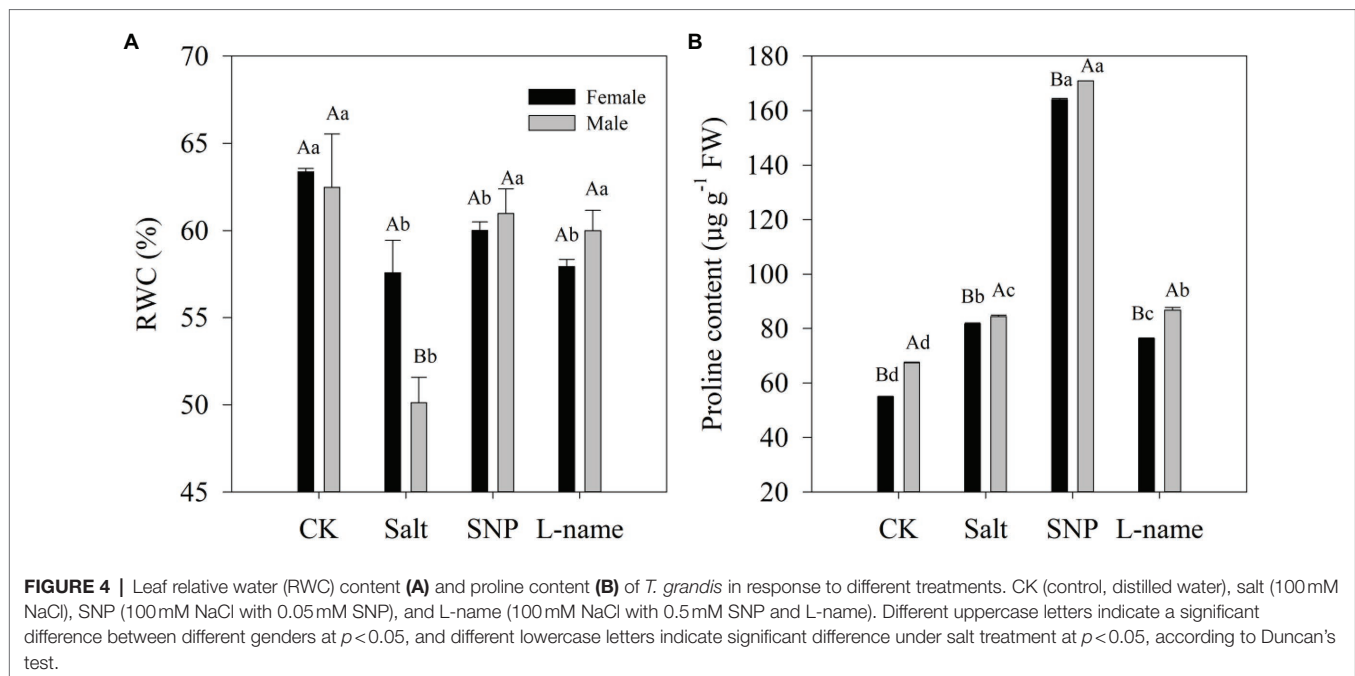 A
B
70
65
60
55
50
45
RWC (%)
Female
Male
Aa
Aa
Ab
Bb
Ab
Aa
Ab
Aa
CK Salt SNP L-name
180
160
140
120
100
80
60
40
20
Proline content (µg g⁻¹ FW)
Bd
Ad
Bb
Ac
Ba
Aa
Bc
Ab
CK Salt SNP L-name
FIGURE 4 | Leaf relative water (RWC) content (A) and proline content (B) of T. grandis in response to different treatments. CK (control, distilled water), salt (100 mM
NaCl), SNP (100 mM NaCl with 0.05 mM SNP), and L-name (100 mM NaCl with 0.5 mM SNP and L-name). Different uppercase letters indicate a significant
difference between different genders at p < 0.05, and different lowercase letters indicate significant difference under salt treatment at p < 0.05, according to Duncan's
test.